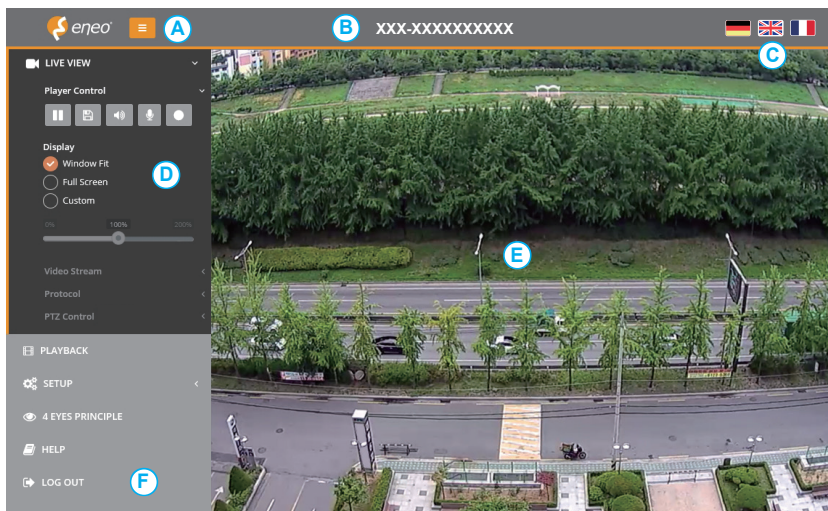 eneo
A
B
XXX-XXXXXXXXXX
C
LIVE VIEW
Player Control
Display
Window Fit
Full Screen
Custom
D
0% 100% 200%
Video Stream
Protocol
PTZ Control
E
PLAYBACK
SETUP
4 EYES PRINCIPLE
HELP
LOG OUT
F